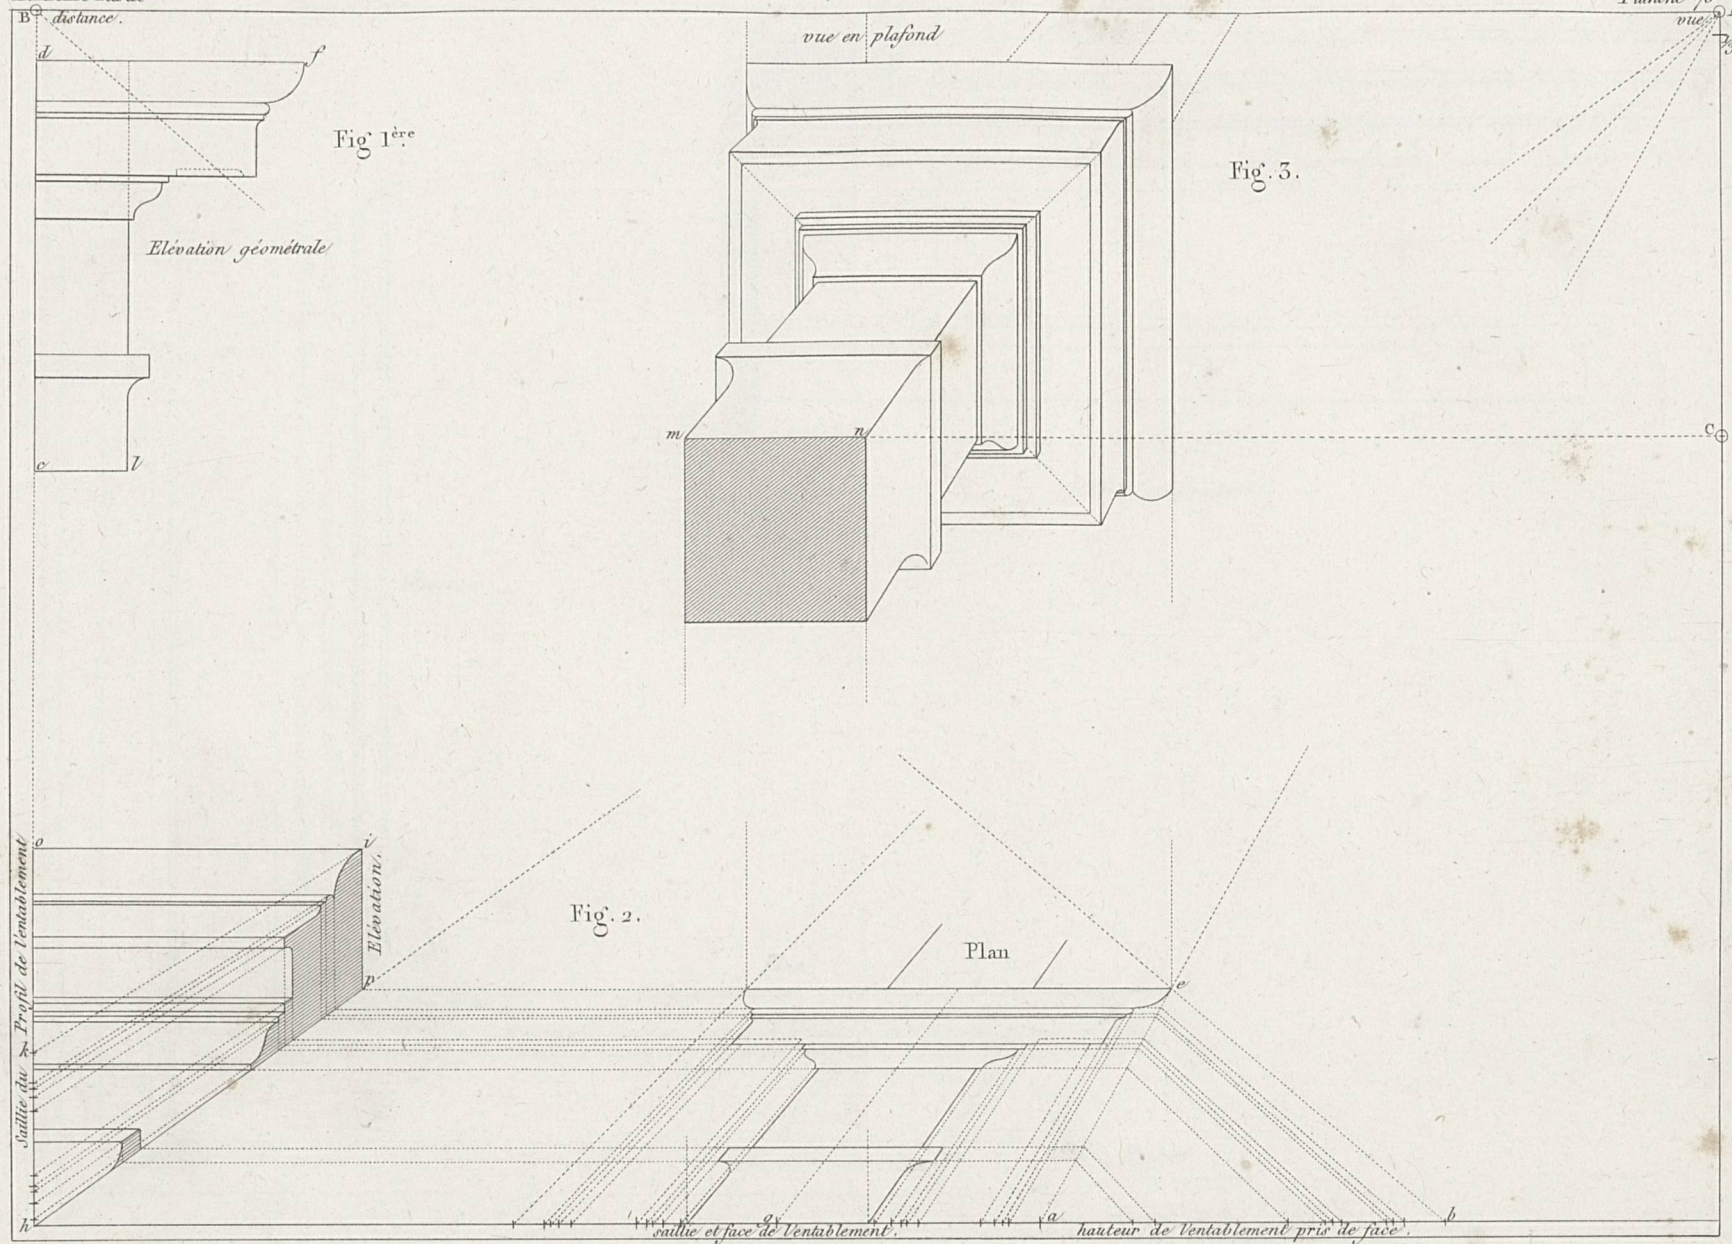 B
distance.
vue en plafond
Planche
vue
d
f
Fig 1ère.
Fig. 3.
Elévation géométrale
m
n
C
c
l
Saillie du Profil de l'entablement
o
i
Elévation.
Fig. 2.
Plan
p
e
k
h
g
a
b
saillie et face de l'entablement.
hauteur de l'entablement pris de face.